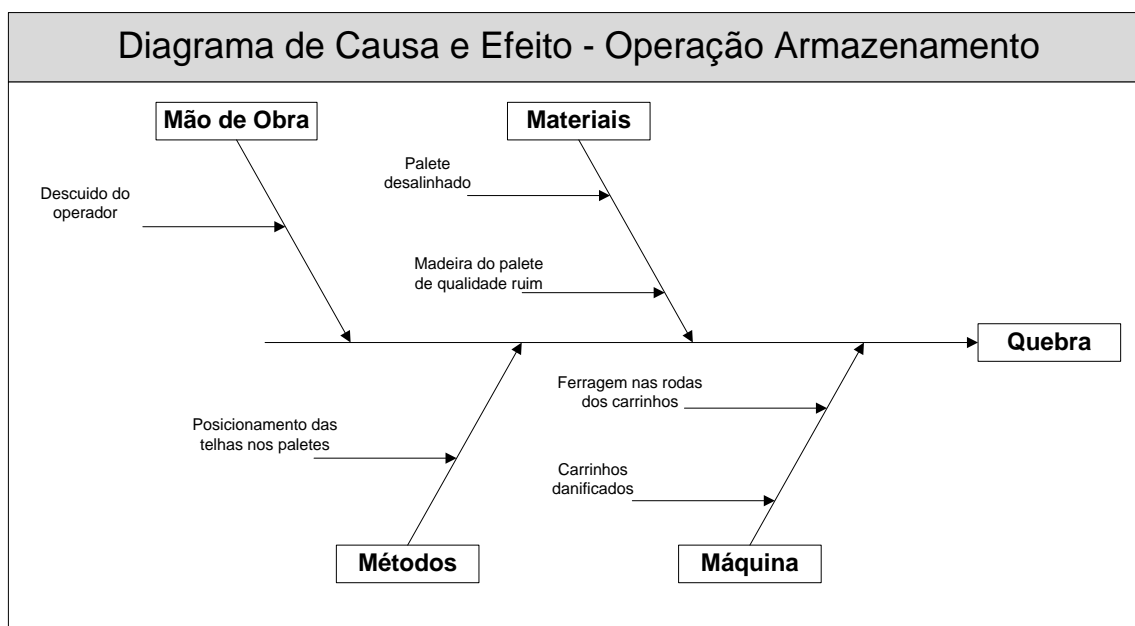 Diagrama de Causa e Efeito - Operação Armazenamento
Mão de Obra
Materiais
Palete
desalinhado
Descuido do
operador
Madeira do palete
de qualidade ruim
Quebra
Ferragem nas rodas
dos carrinhos
Posicionamento das
telhas nos paletes
Carrinhos
danificados
Métodos
Máquina